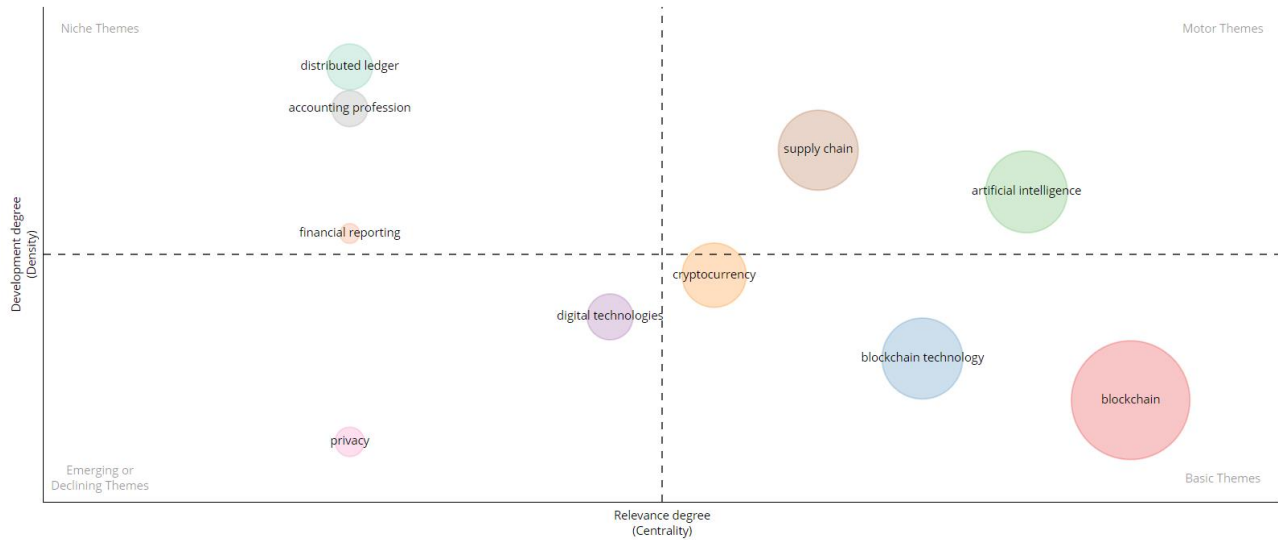 Niche Themes
Motor Themes
distributed ledger
accounting profession
supply chain
artificial intelligence
financial reporting
Development degree
(Density)
cryptocurrency
digital technologies
blockchain technology
blockchain
privacy
Emerging or
Declining Themes
Basic Themes
Relevance degree
(Centrality)